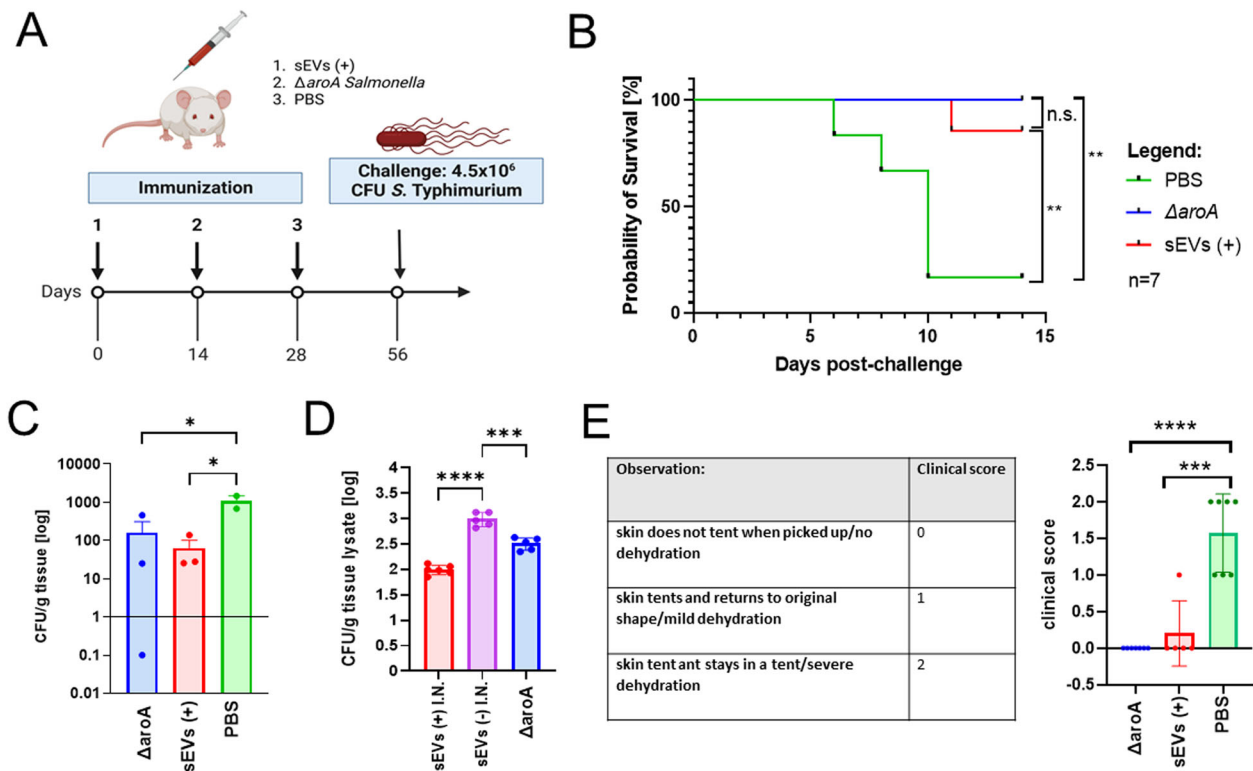 A
1. sEVs (+)
2. ΔaroA Salmonella
3. PBS
Immunization
Challenge: 4.5x10⁶
CFU S. Typhimurium
1 2 3
Days
0 14 28 56
B
Probability of Survival [%]
100
50
0
0 5 10 15
Days post-challenge
n.s.
**
**
Legend:
PBS
ΔaroA
sEVs (+)
n=7
C
CFU/g tissue [log]
*
*
10000
1000
100
10
1
0.1
0.01
ΔaroA
sEVs (+)
PBS
D
CFU/g tissue lysate [log]
***
****
4
3.5
3
2.5
2
1.5
1
0.5
0
sEVs (+) I.N.
sEVs (-) I.N.
ΔaroA
E
Observation: Clinical score
skin does not tent when picked up/no 0
dehydration
skin tents and returns to original 1
shape/mild dehydration
skin tent ant stays in a tent/severe 2
dehydration
clinical score
****
***
2.5
2.0
1.5
1.0
0.5
0.0
-0.5
ΔaroA
sEVs (+)
PBS